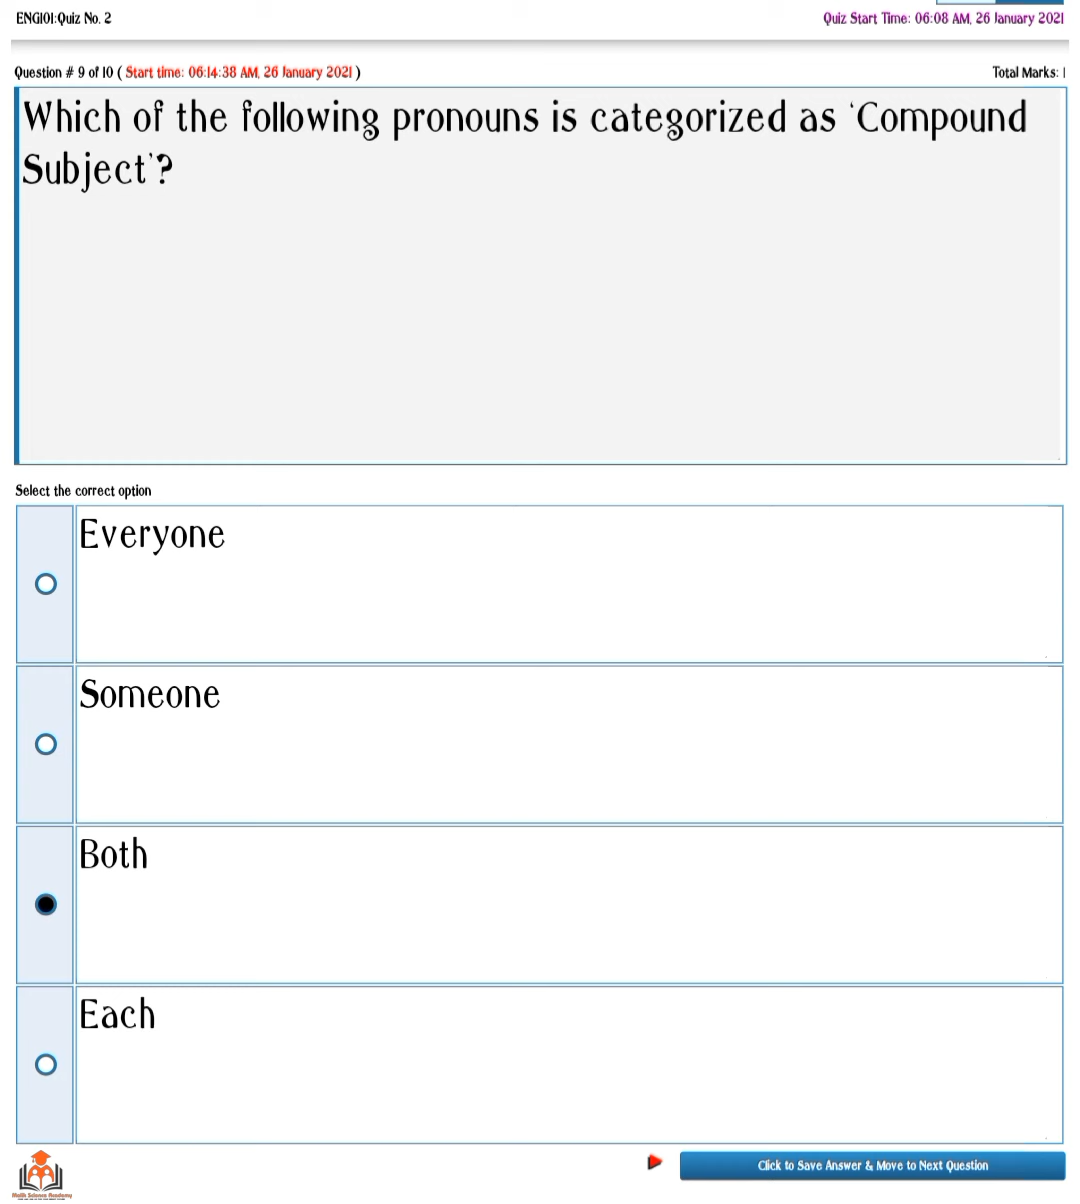 ENG101:Quiz No. 2
Quiz Start Time: 06:08 AM, 26 January 2021
Question # 9 of 10 ( Start time: 06:14:38 AM, 26 January 2021 )
Total Marks: 1
Which of the following pronouns is categorized as ‘Compound
Subject’?
Select the correct option
Everyone
Someone
Both
Each
Click to Save Answer & Move to Next Question